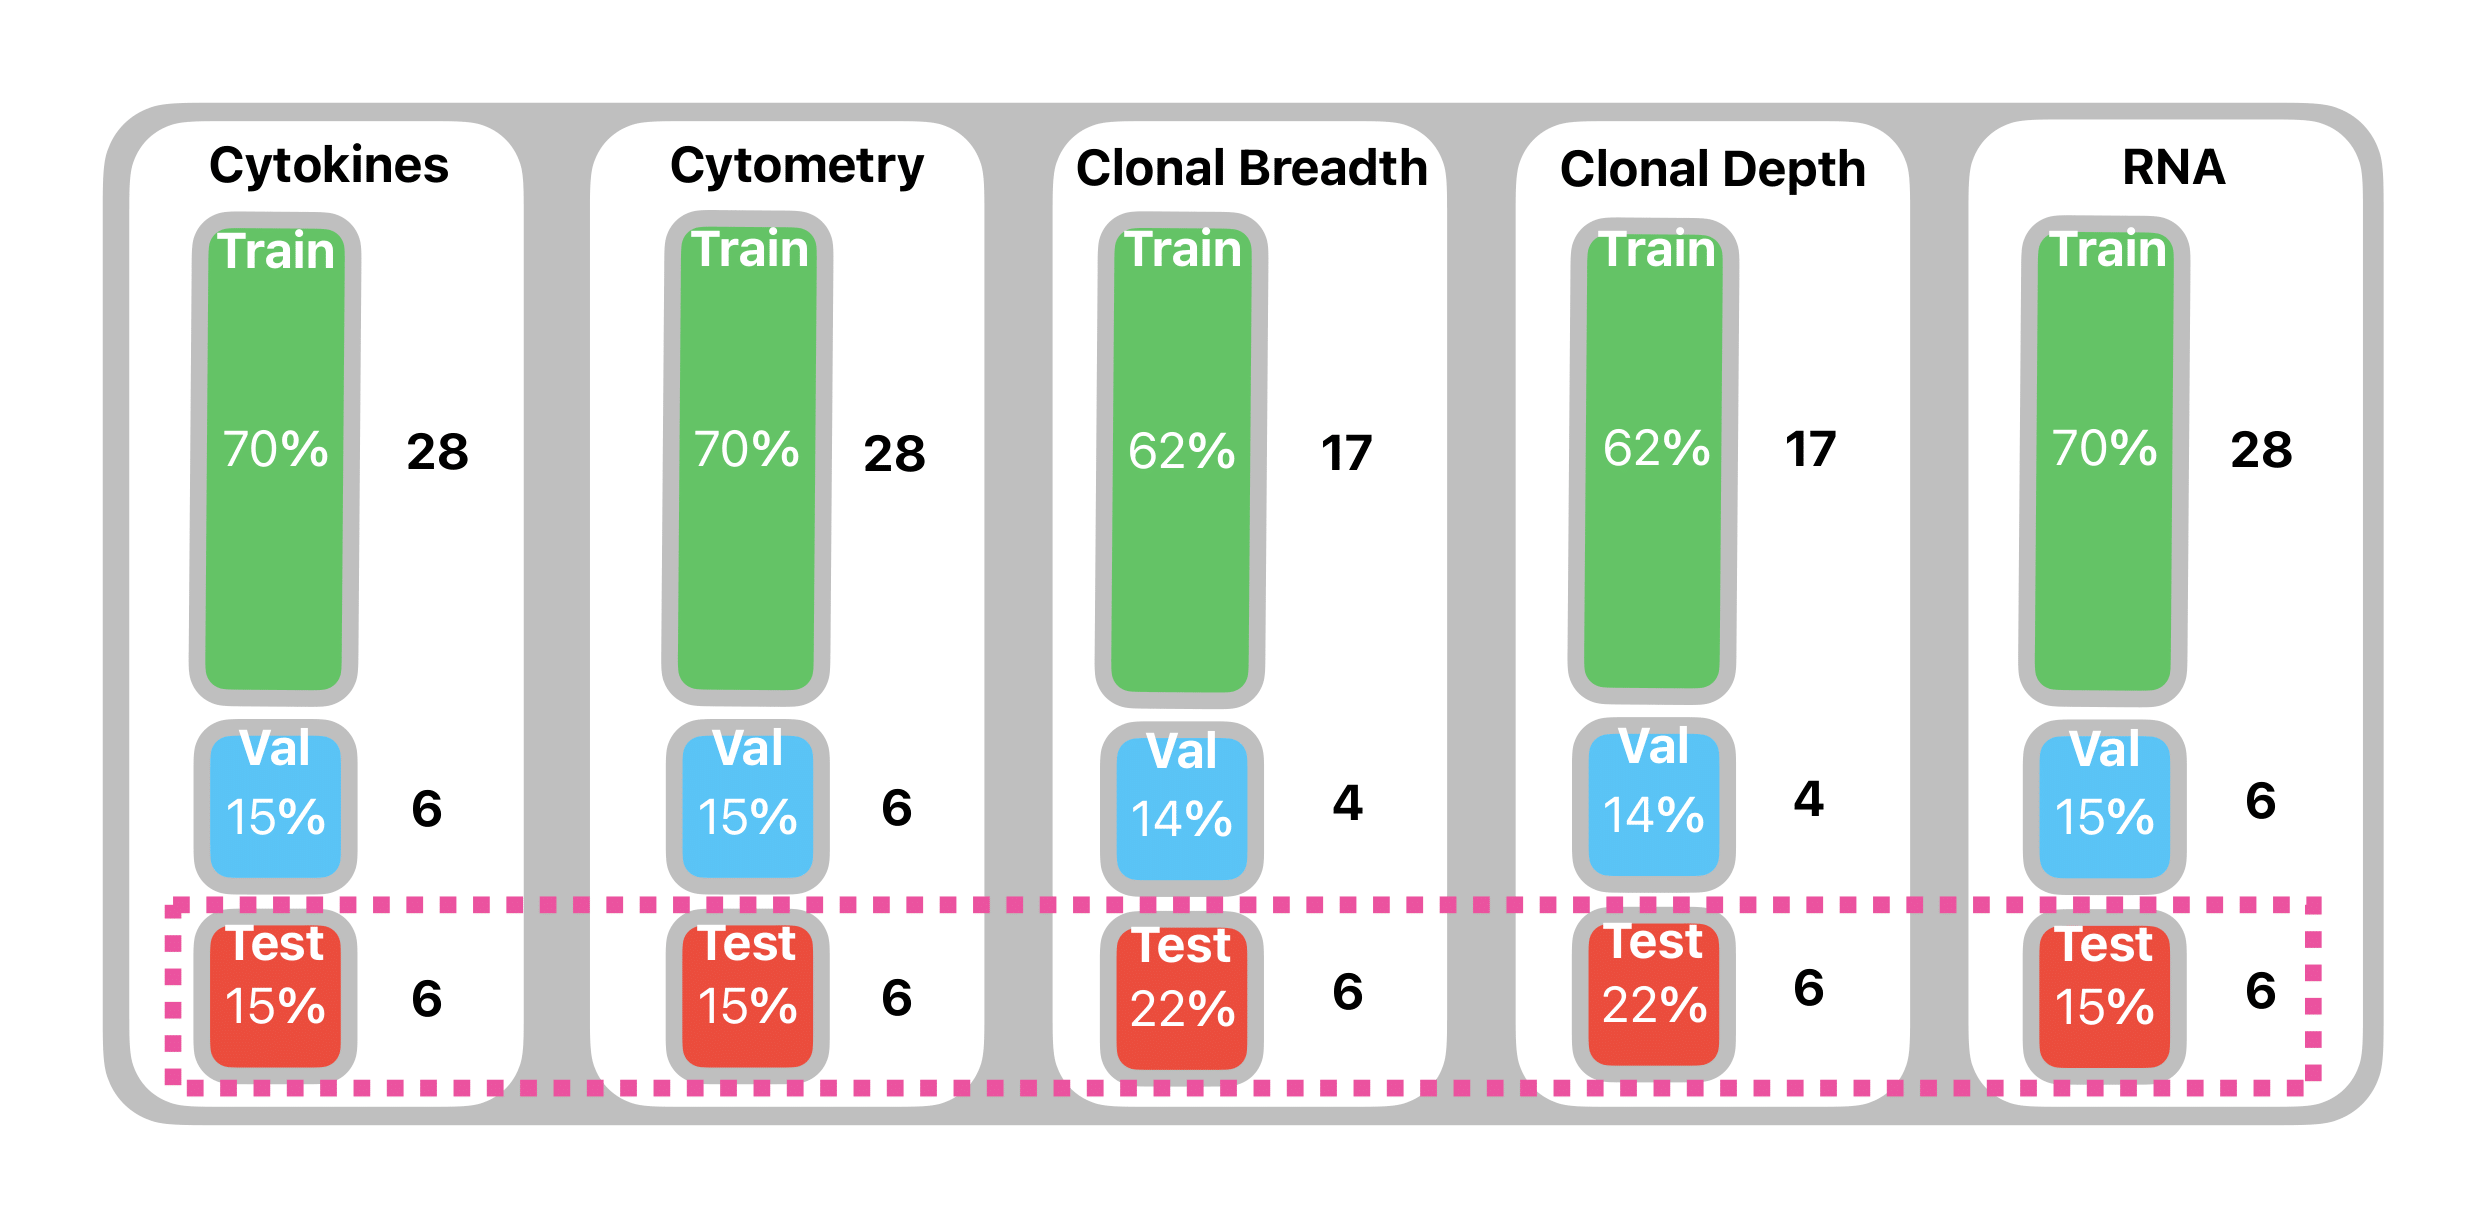 Cytokines
Train
70%
28
Val
15%
6
Test
15%
6
Cytometry
Train
70%
28
Val
15%
6
Test
15%
6
Clonal Breadth
Train
62%
17
Val
14%
4
Test
22%
6
Clonal Depth
Train
62%
17
Val
14%
4
Test
22%
6
RNA
Train
70%
28
Val
15%
6
Test
15%
6